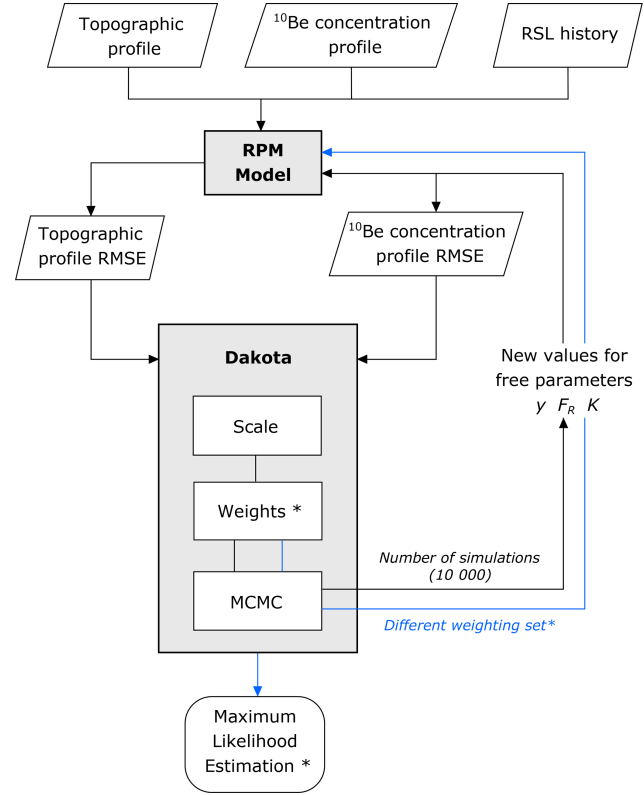 Topographic
profile
¹⁰Be concentration
profile
RSL history
RPM
Model
Topographic
profile RMSE
¹⁰Be concentration
profile RMSE
Dakota
New values for
free parameters
y F_R K
Scale
Weights *
MCMC
Number of simulations
(10 000)
Different weighting set*
Maximum
Likelihood
Estimation *